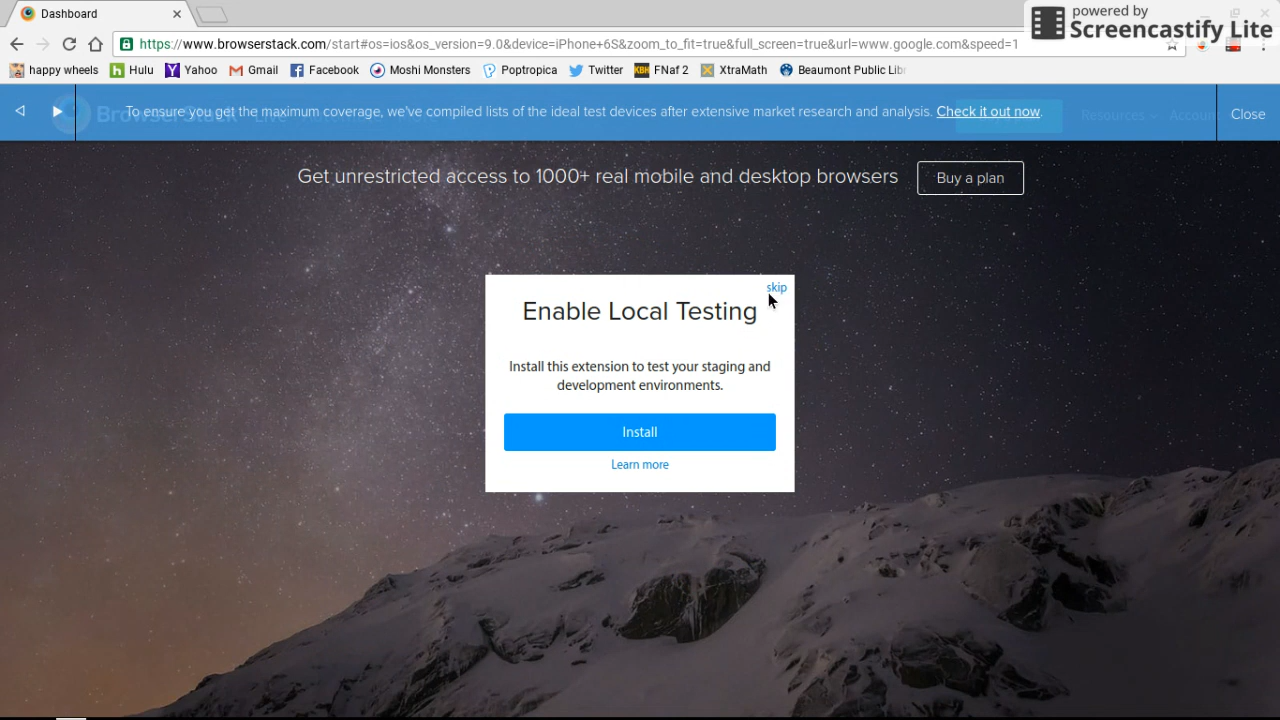 Dashboard
powered by
Screencastify Lite
https://www.browserstack.com/start#os=ios&os_version=9.0&device=iPhone+6S&zoom_to_fit=true&full_screen=true&url=www.google.com&speed=1
happy wheels Hulu Yahoo Gmail Facebook Moshi Monsters Poptropica Twitter KBH FNaf 2 XtraMath Beaumont Public Libr
To ensure you get the maximum coverage, we've compiled lists of the ideal test devices after extensive market research and analysis. Check it out now.
BrowserStack Live Resources Account
Close
Get unrestricted access to 1000+ real mobile and desktop browsers
Buy a plan
skip
Enable Local Testing
Install this extension to test your staging and
development environments.
Install
Learn more